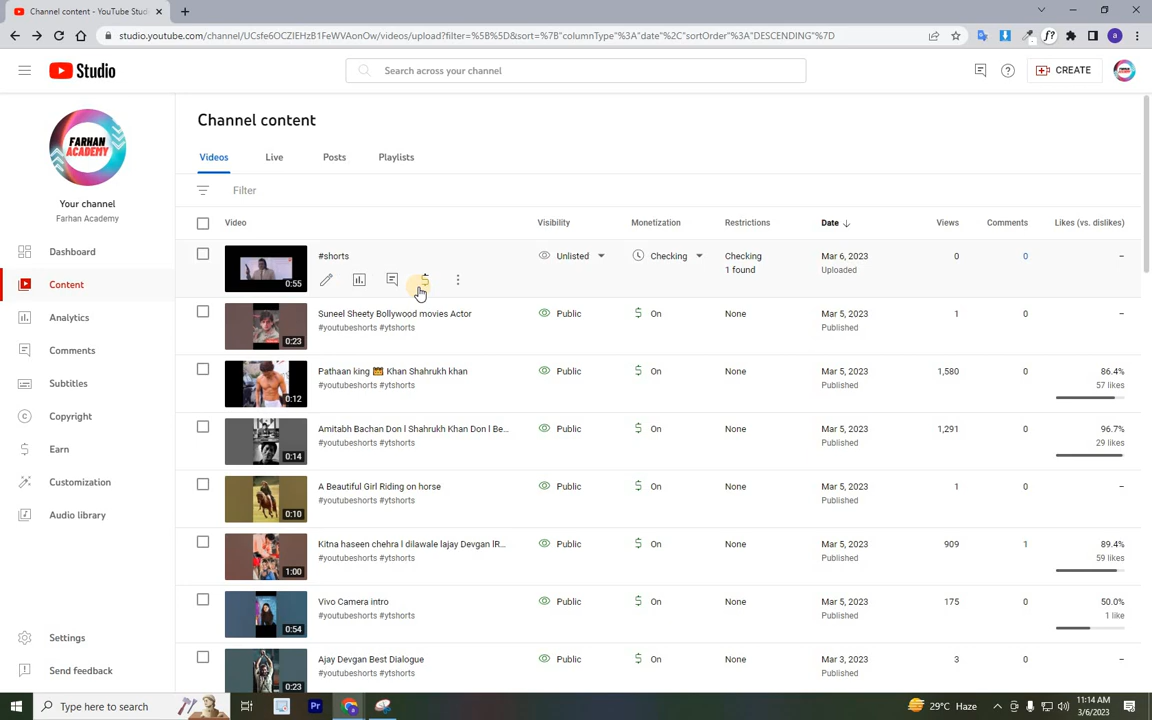 Channel content - YouTube Stud
studio.youtube.com/channel/UCsfe6OCZIEHzB1FeWVAonOw/videos/upload?filter=%5B%5D&sort=%7B"columnType"%3A"date"%2C"sortOrder"%3A"DESCENDING"%7D
Studio
Search across your channel
CREATE
FARHAN
ACADEMY
Your channel
Farhan Academy
Dashboard
Content
Analytics
Comments
Subtitles
Copyright
Earn
Customization
Audio library
Settings
Send feedback
Channel content
Videos Live Posts Playlists
Filter
Video Visibility Monetization Restrictions Date Views Comments Likes (vs. dislikes)
#shorts Unlisted Checking Checking Mar 6, 2023 0 0 –
1 found Uploaded
0:55
Suneel Sheety Bollywood movies Actor Public $ On None Mar 5, 2023 1 0 –
#youtubeshorts #ytshorts Published
0:23
Pathaan king Khan Shahrukh khan Public $ On None Mar 5, 2023 1,580 0 86.4%
#youtubeshorts #ytshorts Published 57 likes
0:12
Amitabh Bachan Don l Shahrukh Khan Don l Be... Public $ On None Mar 5, 2023 1,291 0 96.7%
#youtubeshorts #ytshorts Published 29 likes
0:14
A Beautiful Girl Riding on horse Public $ On None Mar 5, 2023 1 0 –
#youtubeshorts #ytshorts Published
0:10
Kitna haseen chehra l dilawale lajay Devgan lR... Public $ On None Mar 5, 2023 909 1 89.4%
#youtubeshorts #ytshorts Published 59 likes
1:00
Vivo Camera intro Public $ On None Mar 5, 2023 175 0 50.0%
#youtubeshorts #ytshorts Published 1 like
0:54
Ajay Devgan Best Dialogue Public $ On None Mar 3, 2023 3 0 –
#youtubeshorts #ytshorts Published
0:23
Type here to search
Pr
29°C Haze
11:14 AM
3/6/2023